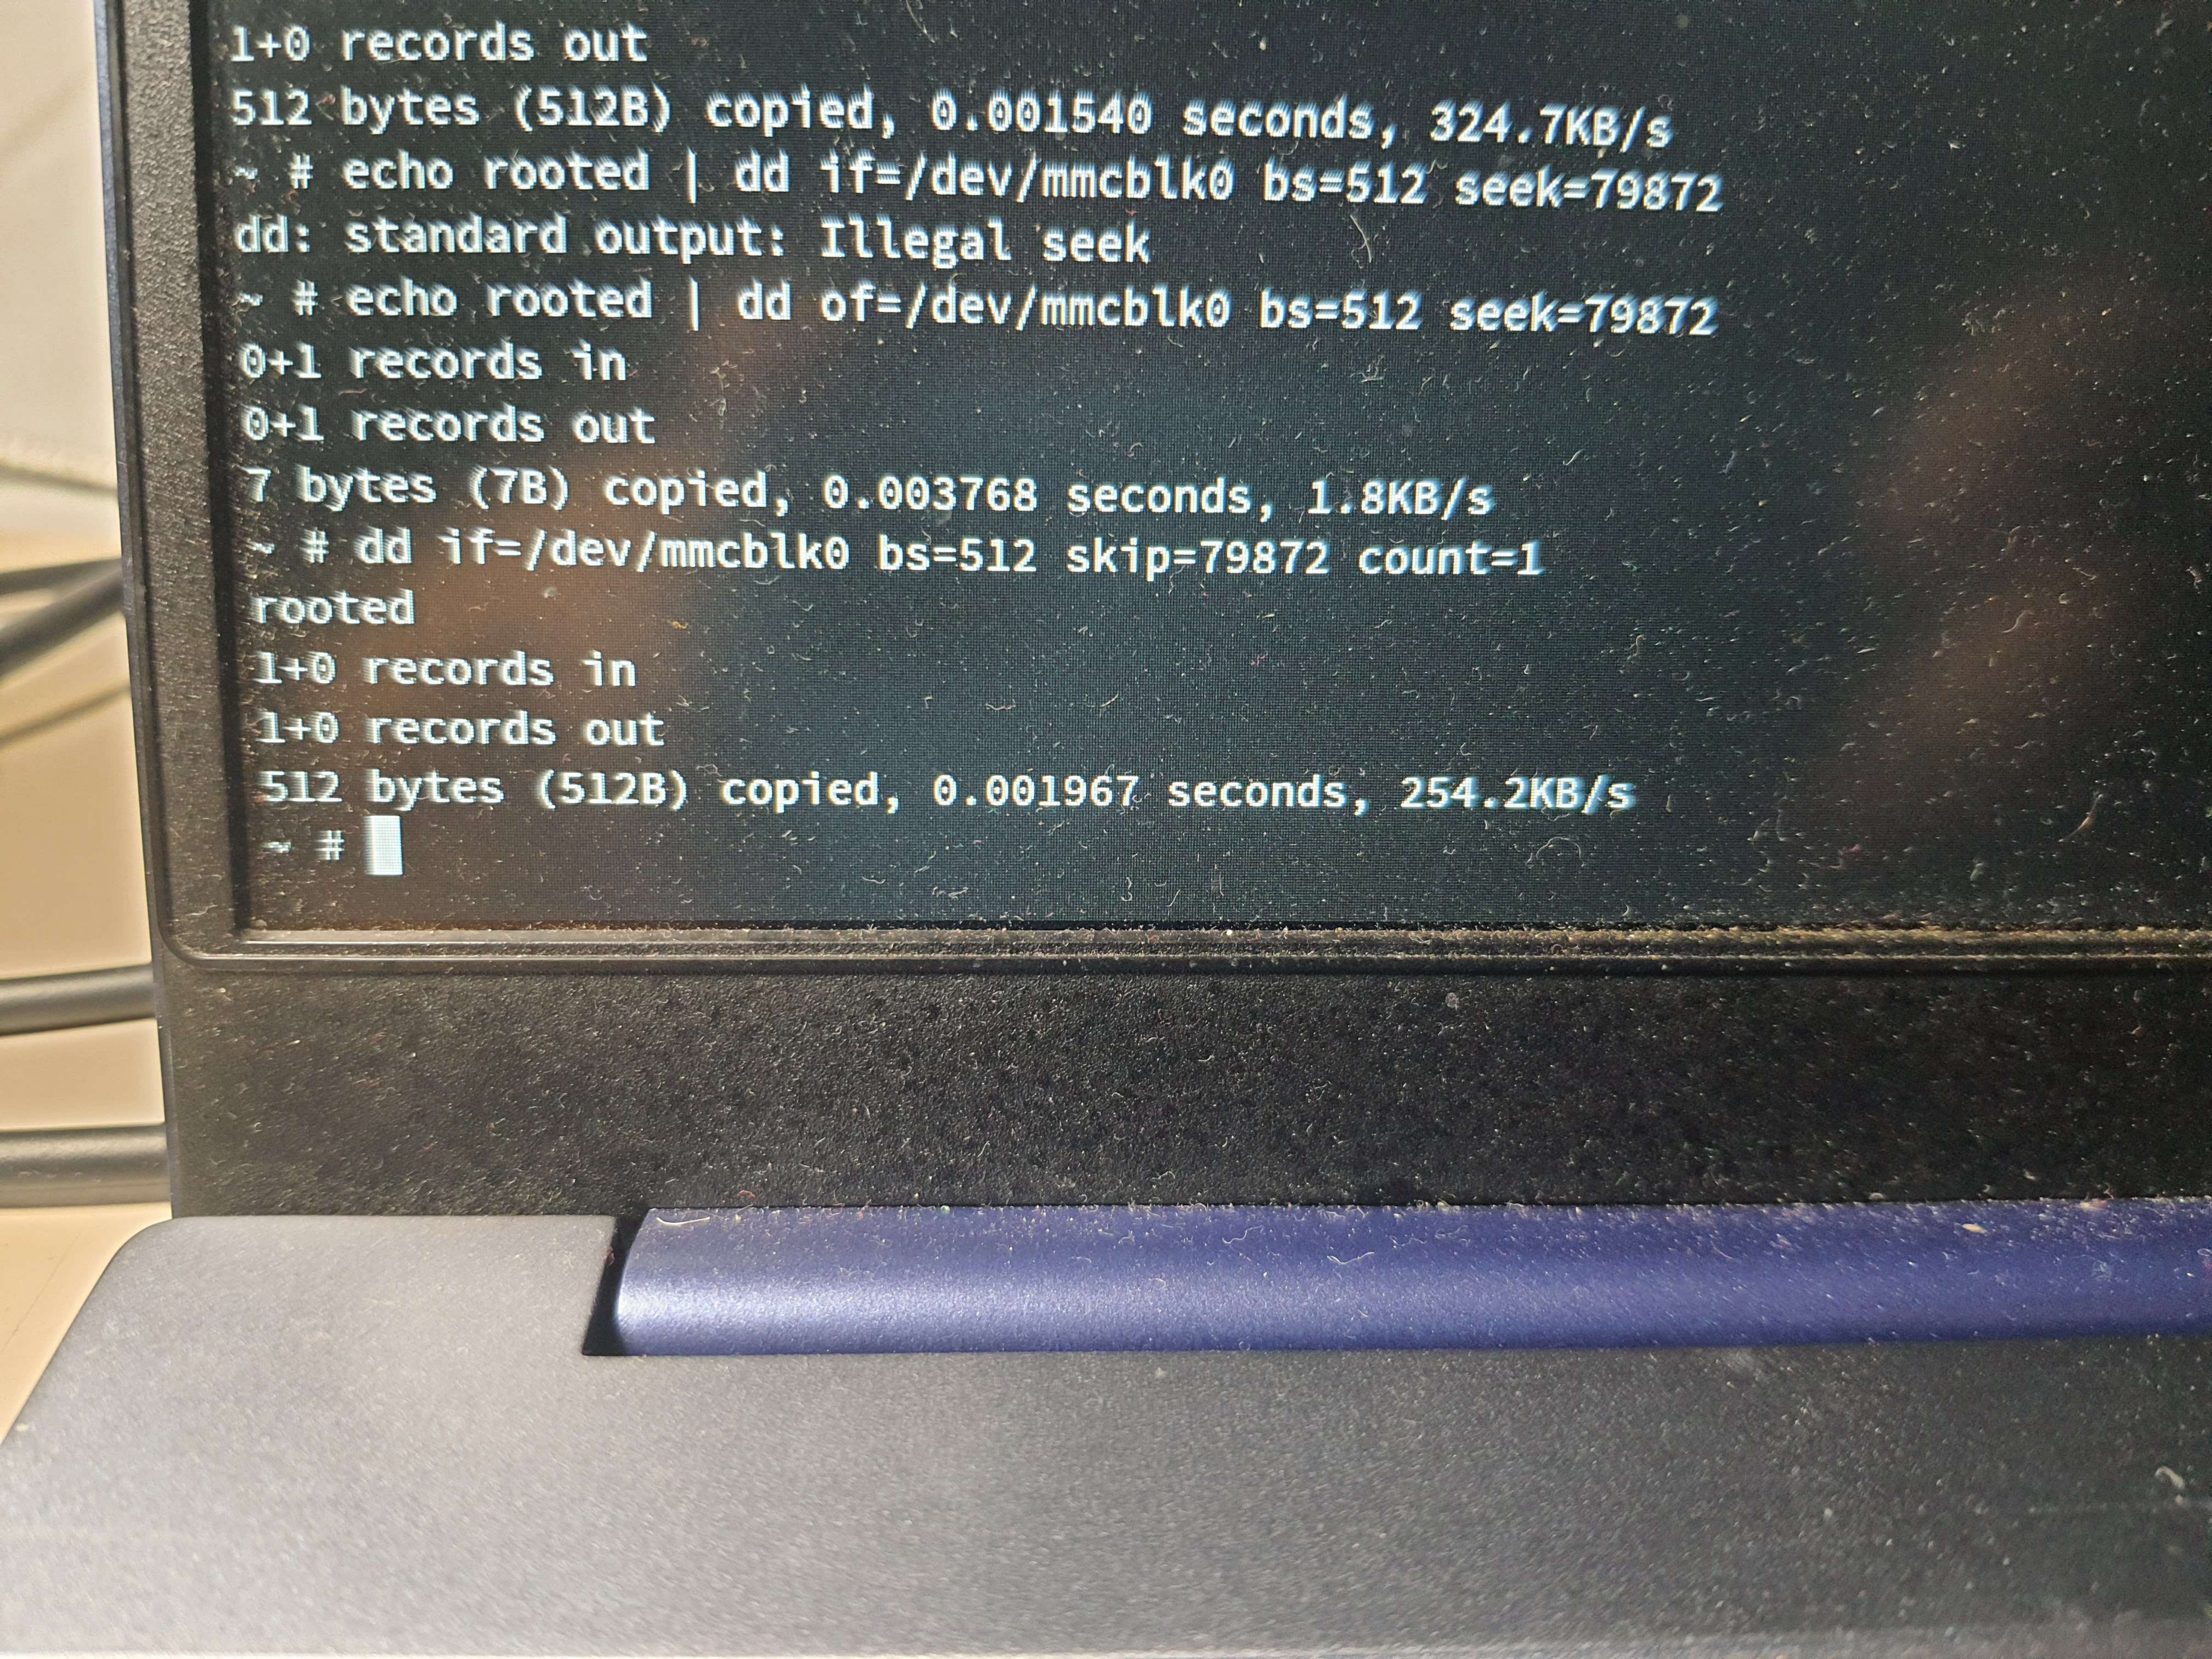 1+0 records out
512 bytes (512B) copied, 0.001540 seconds, 324.7KB/s
~ # echo rooted | dd if=/dev/mmcblk0 bs=512 seek=79872
dd: standard output: Illegal seek
~ # echo rooted | dd of=/dev/mmcblk0 bs=512 seek=79872
0+1 records in
0+1 records out
7 bytes (7B) copied, 0.003768 seconds, 1.8KB/s
~ # dd if=/dev/mmcblk0 bs=512 skip=79872 count=1
rooted
1+0 records in
1+0 records out
512 bytes (512B) copied, 0.001967 seconds, 254.2KB/s
~ #